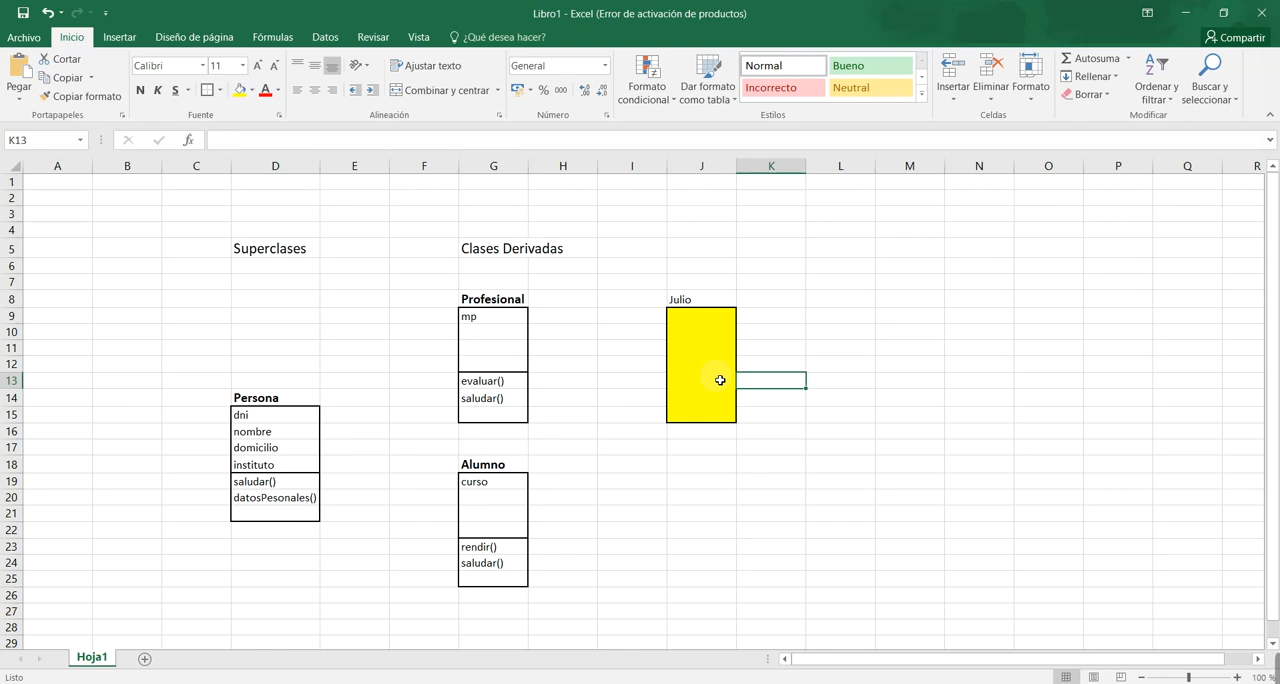 Libro1 - Excel (Error de activación de productos)
Archivo Inicio Insertar Diseño de página Fórmulas Datos Revisar Vista ¿Qué desea hacer? Compartir
Pegar
Cortar
Copiar
Copiar formato
Portapapeles
Calibri 11
N K S
Fuente
Ajustar texto
Combinar y centrar
Alineación
General
% 000
Número
Formato condicional
Dar formato como tabla
Normal Bueno
Incorrecto Neutral
Estilos
Insertar Eliminar Formato
Celdas
Autosuma
Rellenar
Borrar
Ordenar y filtrar
Buscar y seleccionar
Modificar
K13 fx
A B C D E F G H I J K L M N O P Q R
1
2
3
4
5 Superclases Clases Derivadas
6
7
8 Profesional Julio
9 mp
10
11
12
13 evaluar()
14 Persona saludar()
15 dni
16 nombre
17 domicilio
18 instituto Alumno
19 saludar() curso
20 datosPesonales()
21
22
23 rendir()
24 saludar()
25
26
27
28
29
Hoja1
Listo 100 %